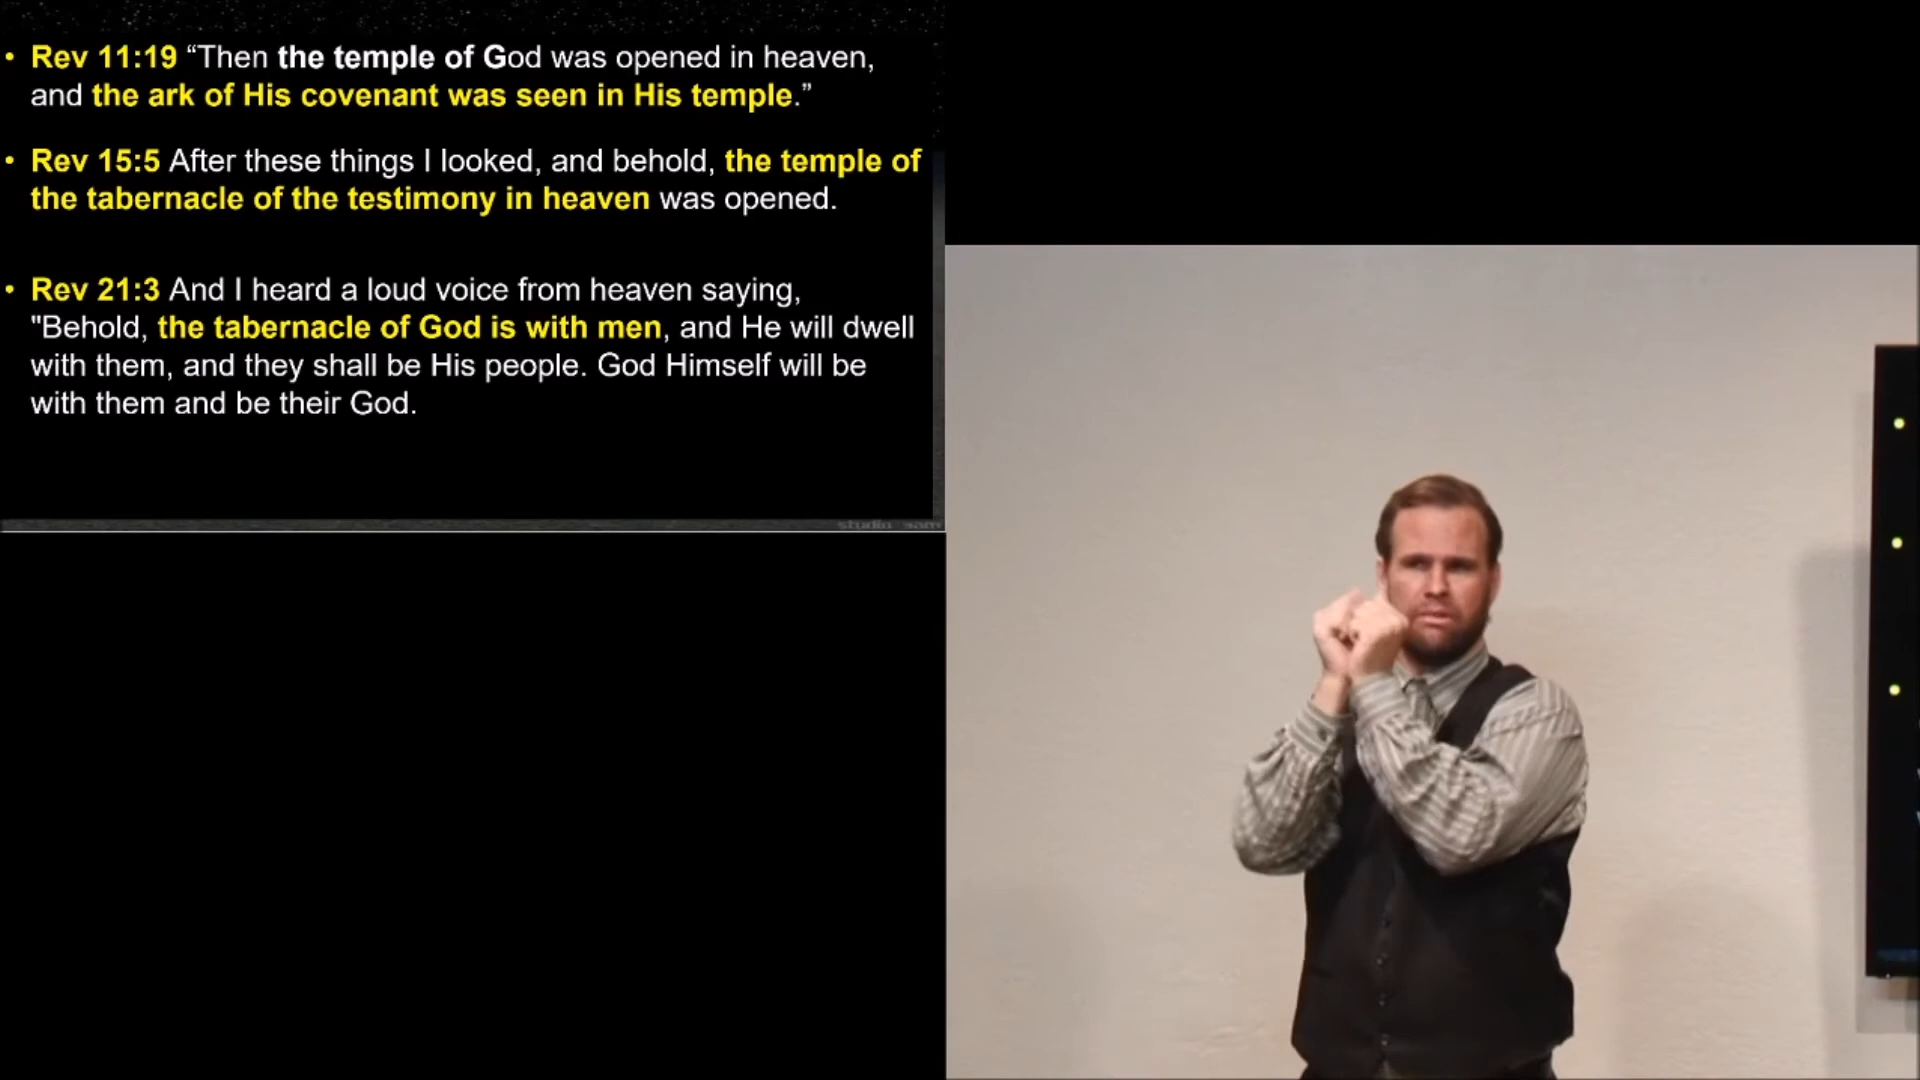 • Rev 11:19 “Then the temple of God was opened in heaven,
and the ark of His covenant was seen in His temple.”
• Rev 15:5 After these things I looked, and behold, the temple of
the tabernacle of the testimony in heaven was opened.
• Rev 21:3 And I heard a loud voice from heaven saying,
"Behold, the tabernacle of God is with men, and He will dwell
with them, and they shall be His people. God Himself will be
with them and be their God.